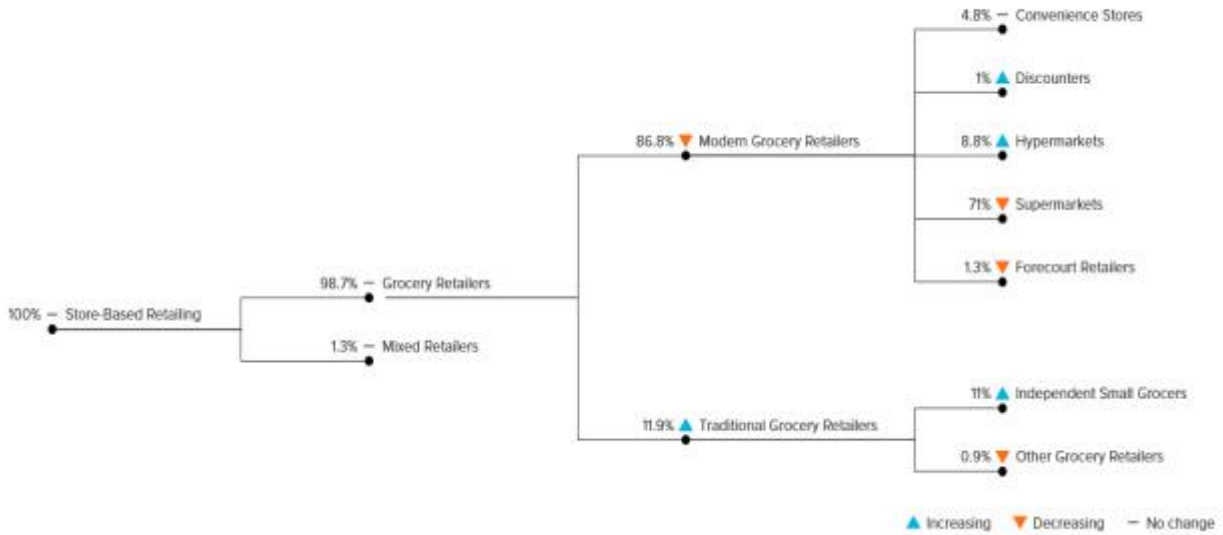 4.8% – Convenience Stores
1% ▲ Discounters
86.8% ▼ Modern Grocery Retailers
8.8% ▲ Hypermarkets
71% ▼ Supermarkets
1.3% ▼ Forecourt Retailers
98.7% – Grocery Retailers
100% – Store-Based Retailing
1.3% – Mixed Retailers
11% ▲ Independent Small Grocers
11.9% ▲ Traditional Grocery Retailers
0.9% ▼ Other Grocery Retailers
▲ Increasing ▼ Decreasing – No change